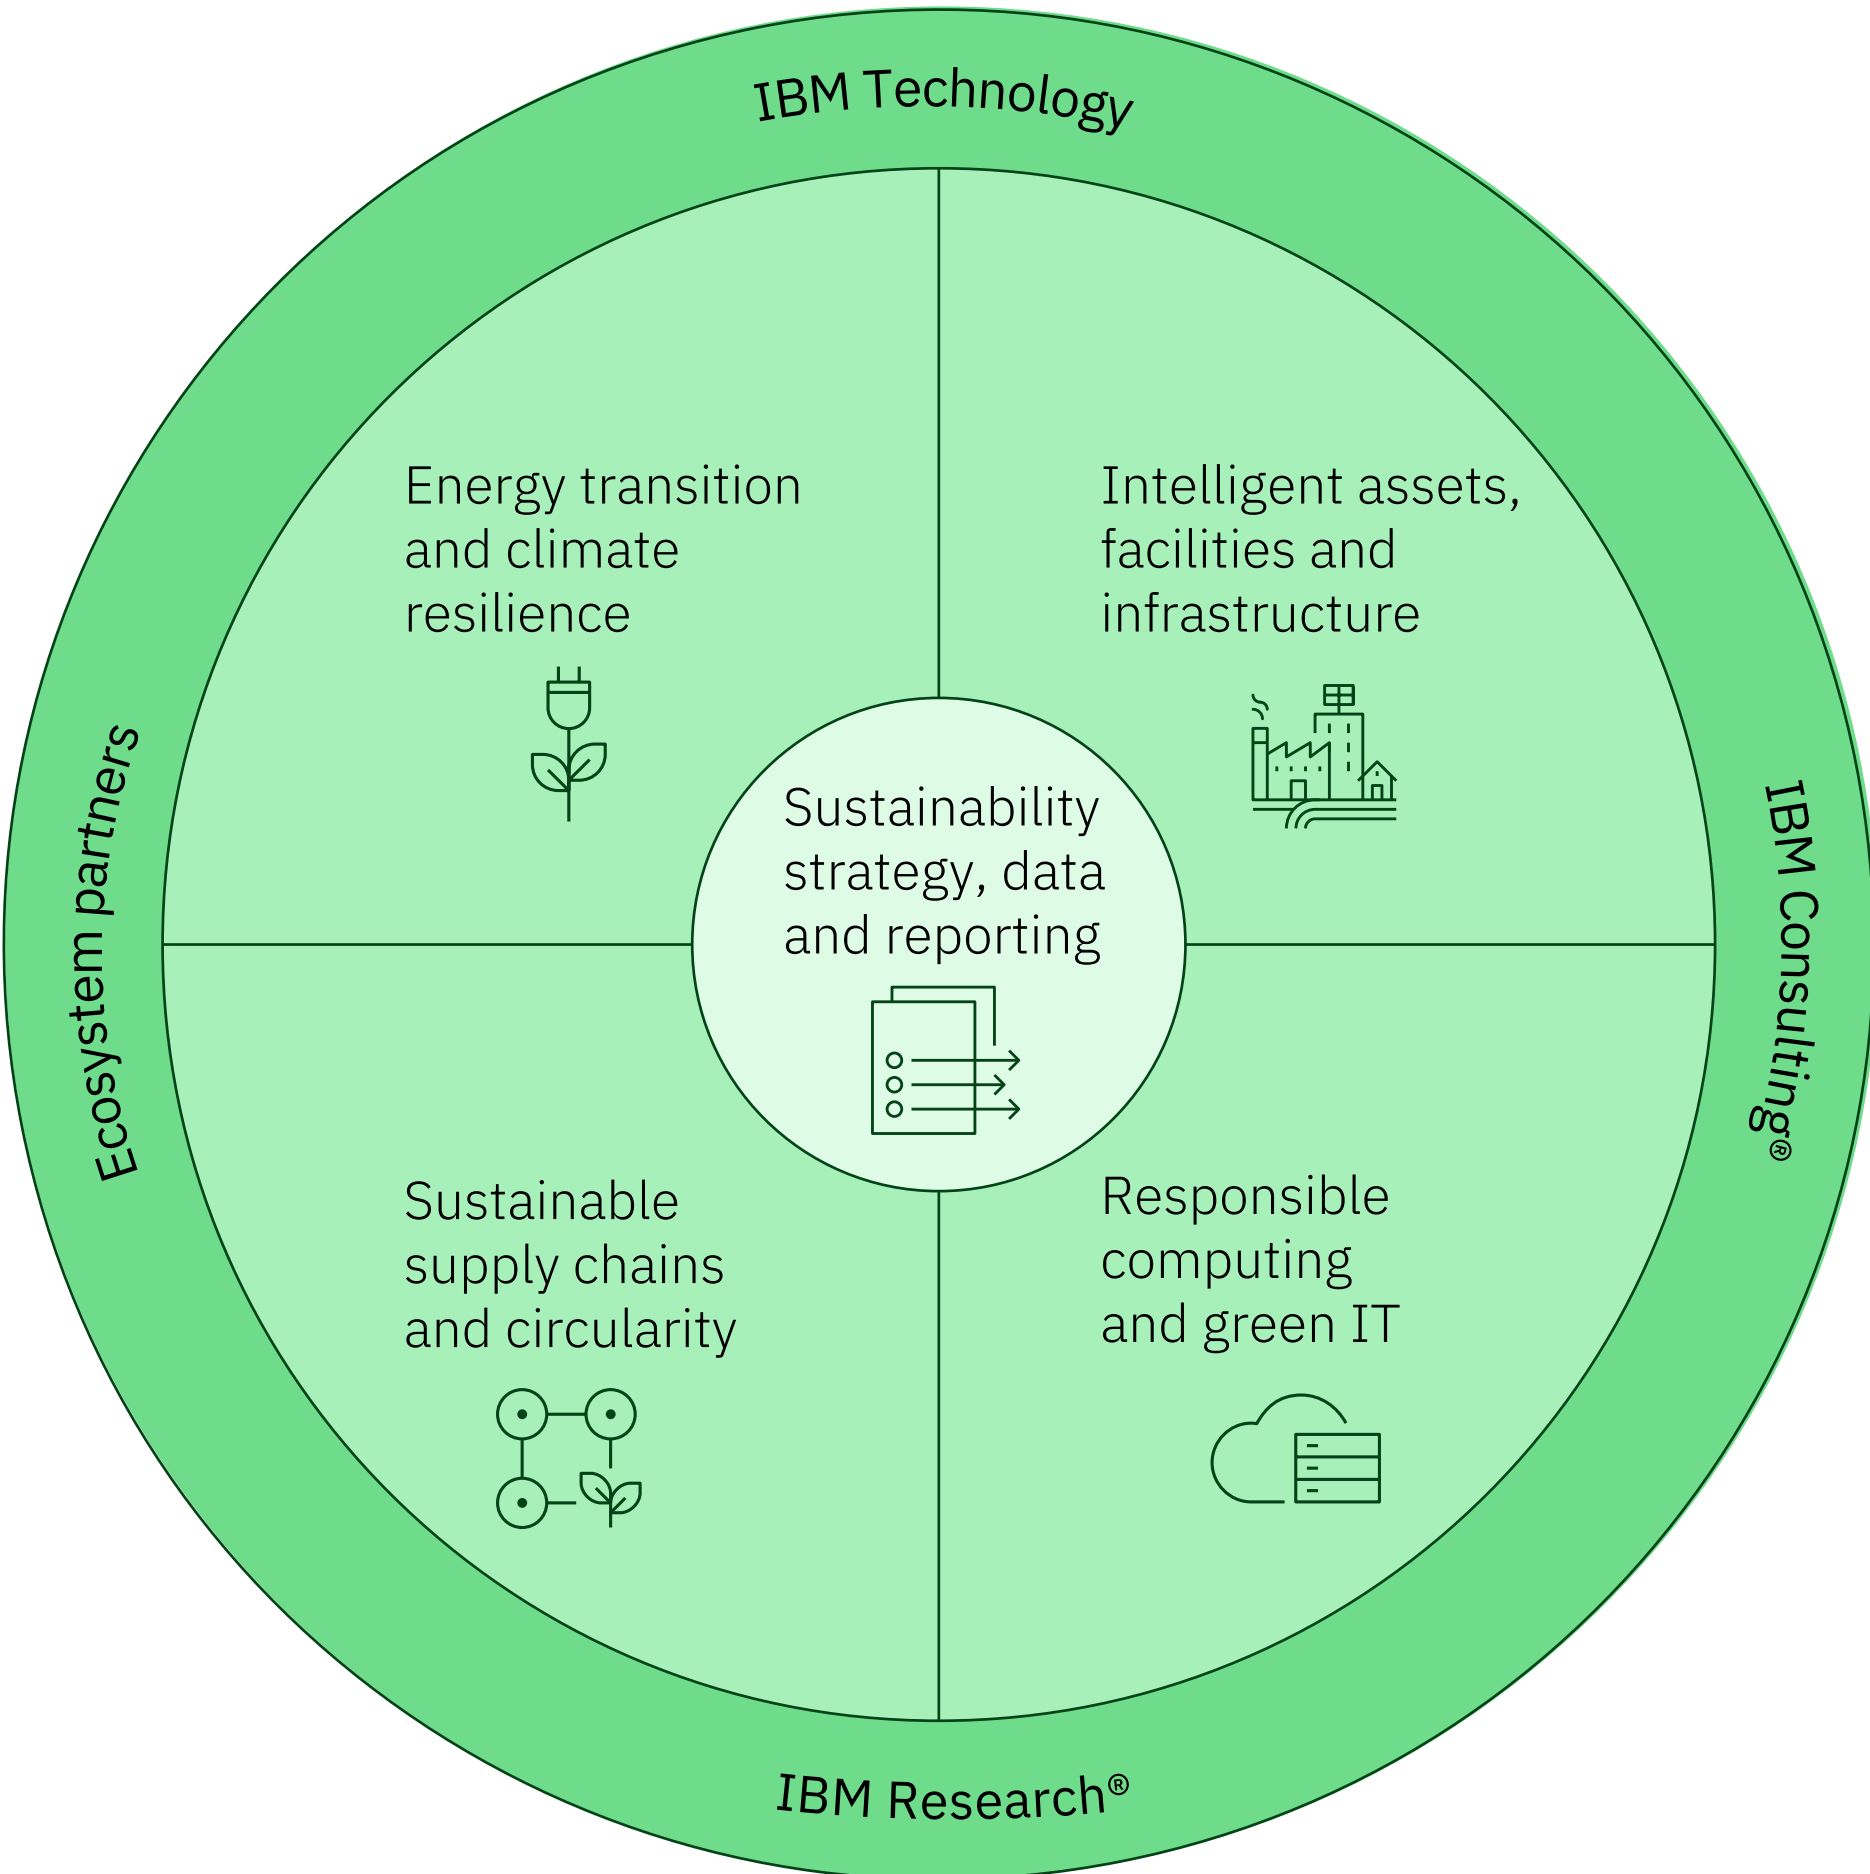 IBM Technology
Energy transition
and climate
resilience
Intelligent assets,
facilities and
infrastructure
Ecosystem partners
Sustainability
strategy, data
and reporting
IBM Consulting®
Sustainable
supply chains
and circularity
Responsible
computing
and green IT
IBM Research®